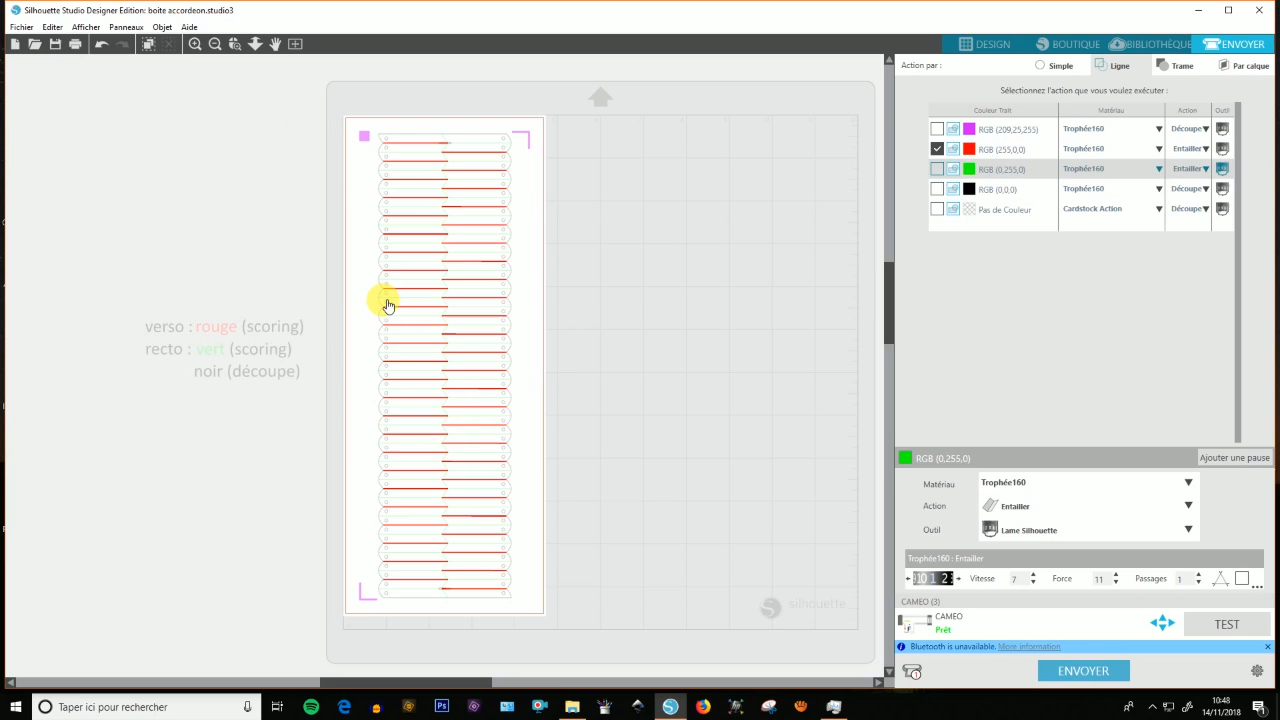 Silhouette Studio Designer Edition: boite accordeon.studio3
Fichier Editer Afficher Panneaux Objet Aide
DESIGN BOUTIQUE BIBLIOTHÈQUE ENVOYER
Action par : Simple Ligne Trame Par calque
Sélectionnez l'action que vous voulez exécuter :
Couleur Trait Matériau Action Outil
RGB (209,25,255) Trophée160 Découpe
RGB (255,0,0) Trophée160 Entailler
RGB (0,255,0) Trophée160 Entailler
RGB (0,0,0) Trophée160 Découpe
Pas de Couleur Cardstock Action Découpe
verso : rouge (scoring)
recto : vert (scoring)
noir (découpe)
silhouette
RGB (0,255,0) Ajouter une pause
Matériau Trophée160
Action Entailler
Outil Lame Silhouette
Trophée160 : Entailler
10 1 2 Vitesse 7 Force 11 Passages 1 ...
CAMEO (3)
CAMEO
Prêt
TEST
Bluetooth is unavailable. More information
ENVOYER
Taper ici pour rechercher
10:48
14/11/2018